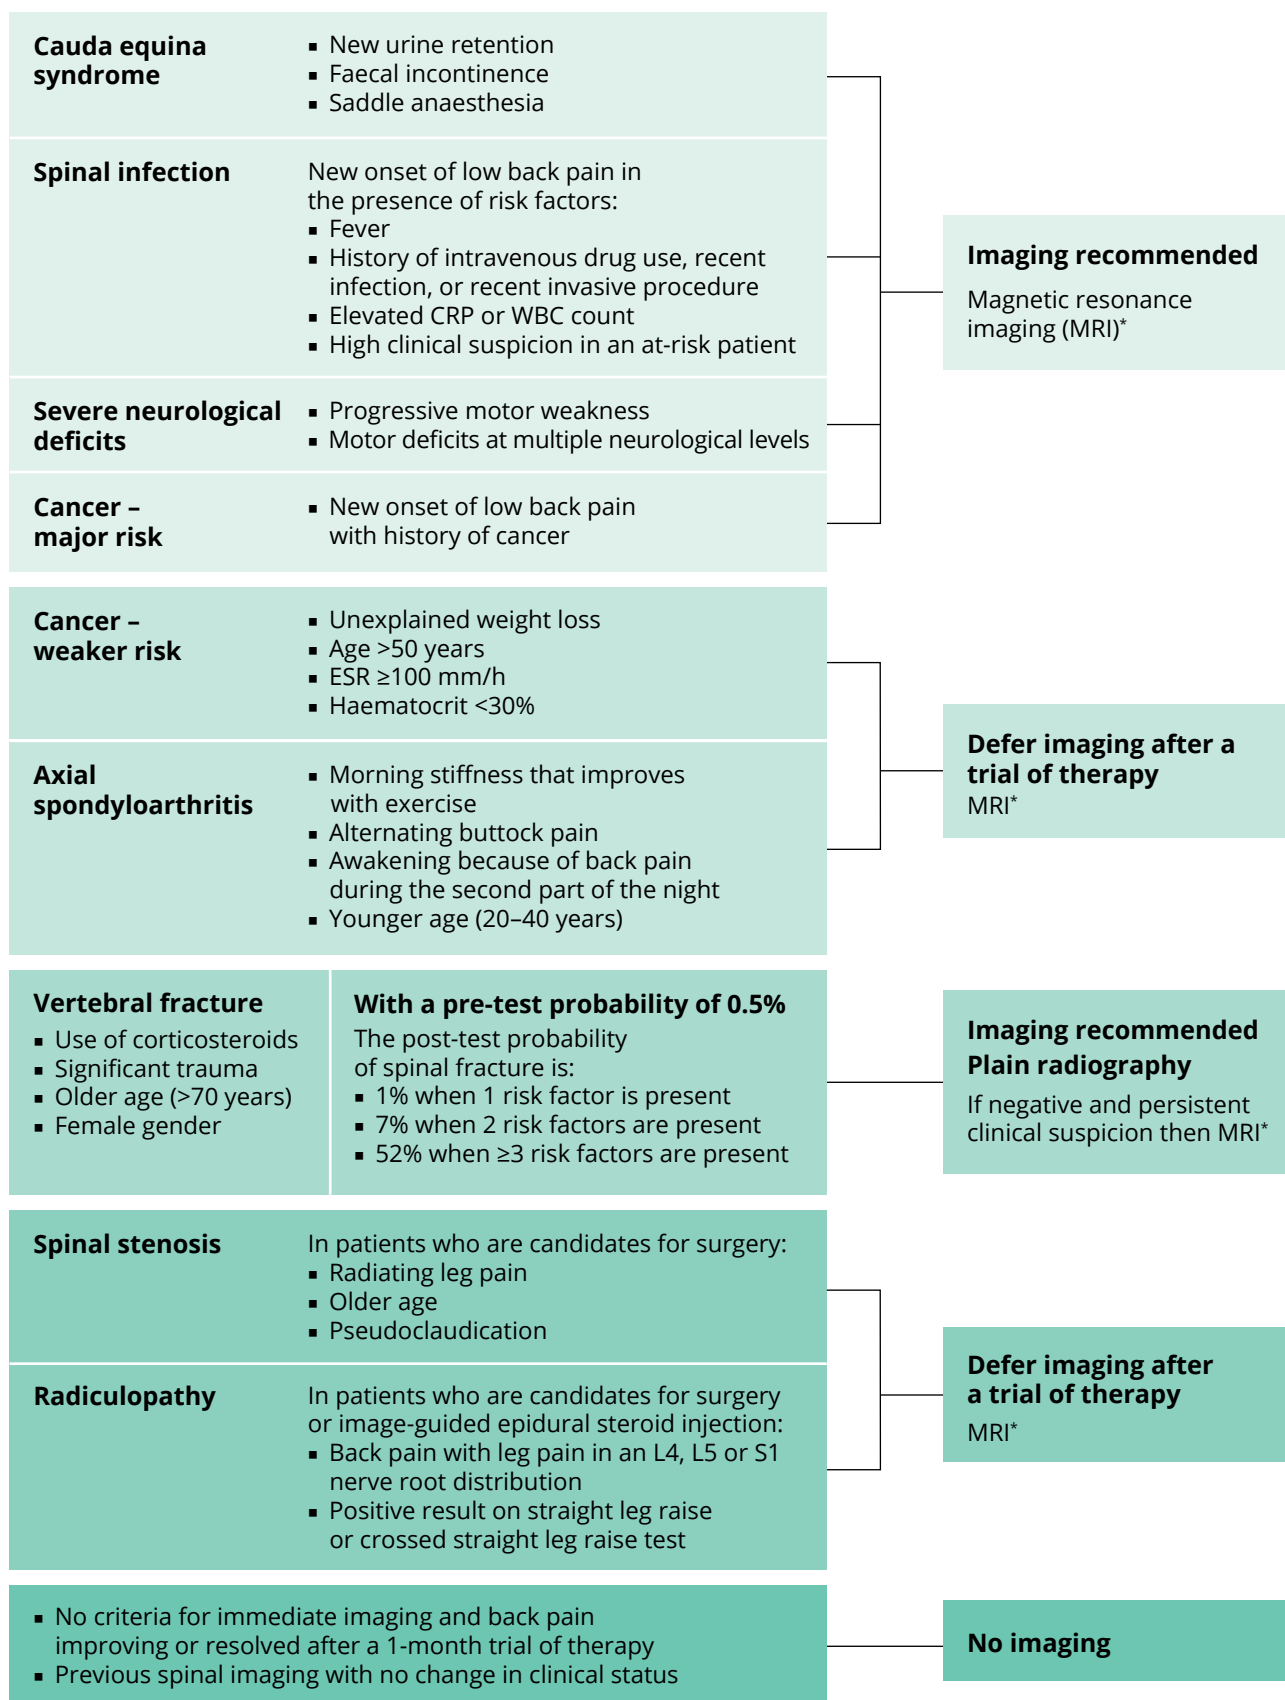 Cauda equina
syndrome
▪ New urine retention
▪ Faecal incontinence
▪ Saddle anaesthesia
Spinal infection
New onset of low back pain in
the presence of risk factors:
▪ Fever
▪ History of intravenous drug use, recent
infection, or recent invasive procedure
▪ Elevated CRP or WBC count
▪ High clinical suspicion in an at-risk patient
Severe neurological
deficits
▪ Progressive motor weakness
▪ Motor deficits at multiple neurological levels
Cancer –
major risk
▪ New onset of low back pain
with history of cancer
Imaging recommended
Magnetic resonance
imaging (MRI)*
Cancer –
weaker risk
▪ Unexplained weight loss
▪ Age >50 years
▪ ESR ≥100 mm/h
▪ Haematocrit <30%
Axial
spondyloarthritis
▪ Morning stiffness that improves
with exercise
▪ Alternating buttock pain
▪ Awakening because of back pain
during the second part of the night
▪ Younger age (20–40 years)
Defer imaging after a
trial of therapy
MRI*
Vertebral fracture
▪ Use of corticosteroids
▪ Significant trauma
▪ Older age (>70 years)
▪ Female gender
With a pre-test probability of 0.5%
The post-test probability
of spinal fracture is:
▪ 1% when 1 risk factor is present
▪ 7% when 2 risk factors are present
▪ 52% when ≥3 risk factors are present
Imaging recommended
Plain radiography
If negative and persistent
clinical suspicion then MRI*
Spinal stenosis
In patients who are candidates for surgery:
▪ Radiating leg pain
▪ Older age
▪ Pseudoclaudication
Radiculopathy
In patients who are candidates for surgery
or image-guided epidural steroid injection:
▪ Back pain with leg pain in an L4, L5 or S1
nerve root distribution
▪ Positive result on straight leg raise
or crossed straight leg raise test
Defer imaging after
a trial of therapy
MRI*
▪ No criteria for immediate imaging and back pain
improving or resolved after a 1-month trial of therapy
▪ Previous spinal imaging with no change in clinical status
No imaging